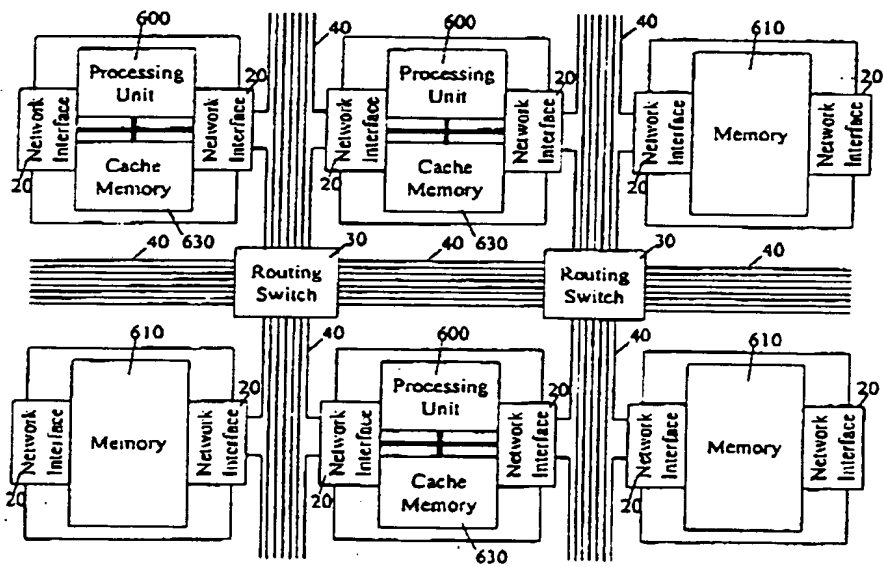 600
40
600
40
610
Processing
Unit
Cache
Memory
Network
Interface
20
Network
Interface
20
630
Processing
Unit
Cache
Memory
Network
Interface
20
Network
Interface
20
630
Memory
Network
Interface
20
Network
Interface
20
40
30
Routing
Switch
40
30
Routing
Switch
40
610
40
600
40
610
Memory
Network
Interface
20
Network
Interface
20
Processing
Unit
Cache
Memory
Network
Interface
20
Network
Interface
20
630
Memory
Network
Interface
20
Network
Interface
20